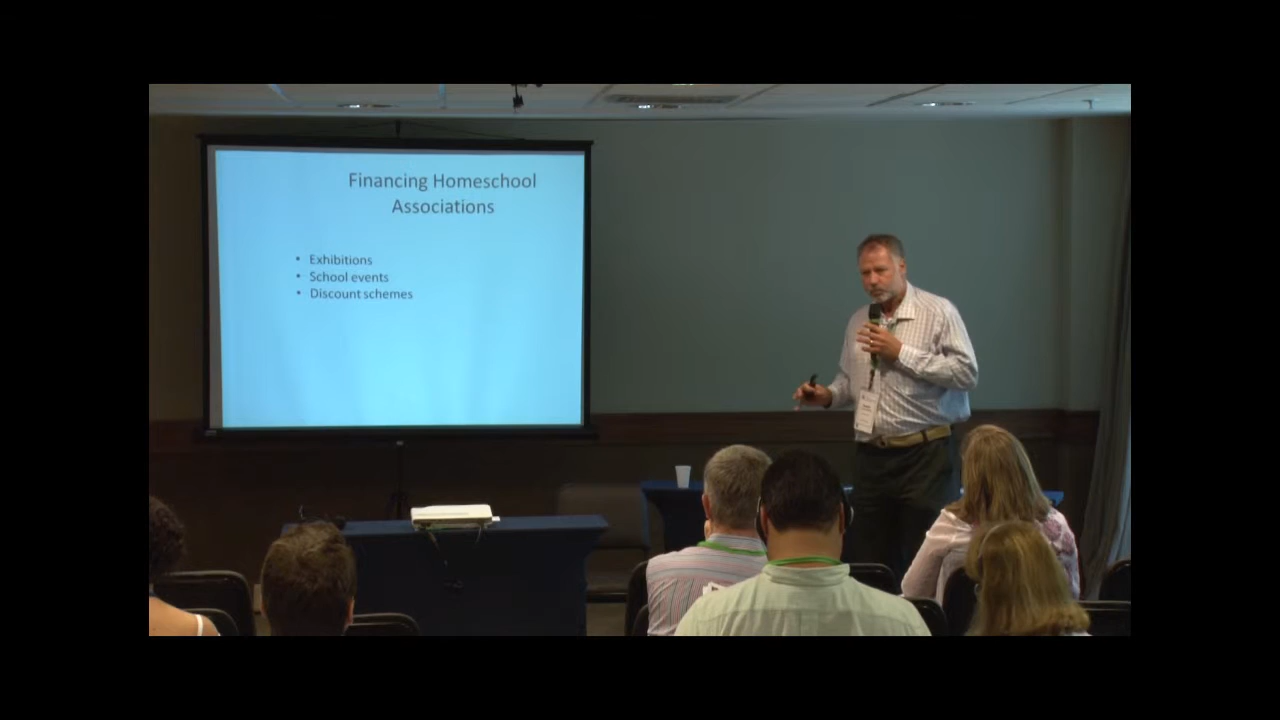 Financing Homeschool
Associations
• Exhibitions
• School events
• Discount schemes